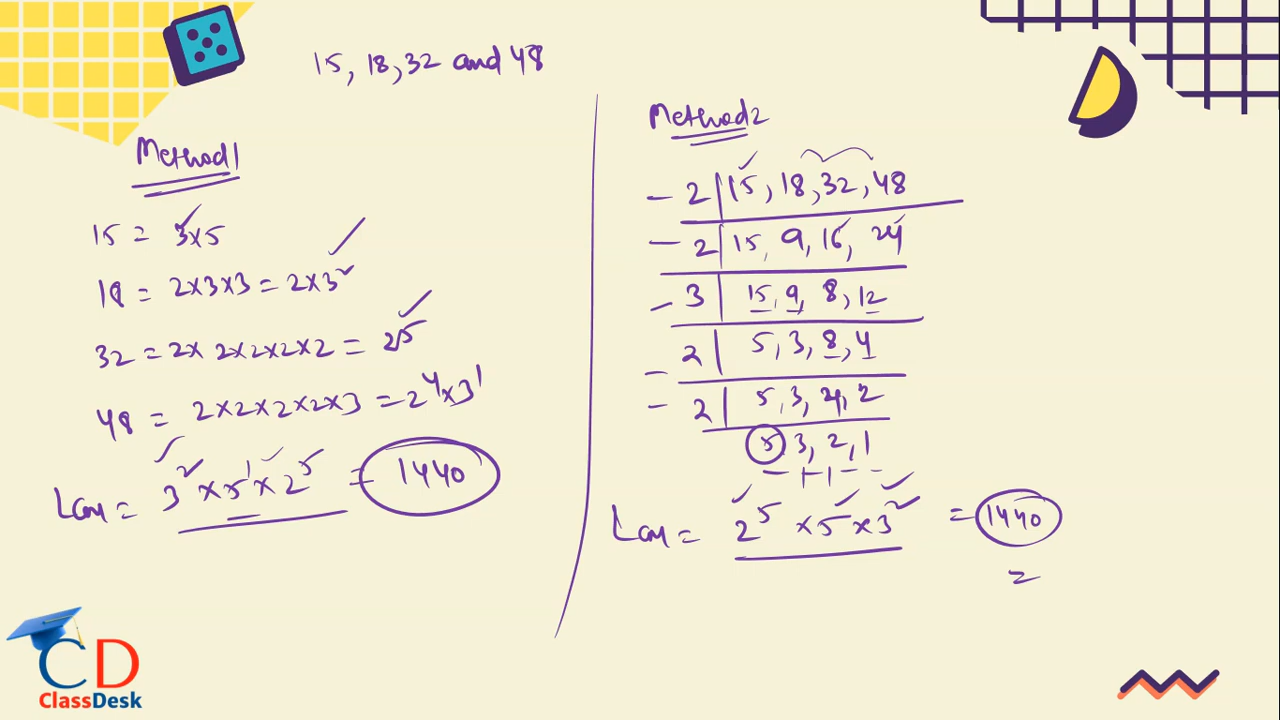 15, 18, 32 and 48
Method1
15 = 3x5
18 = 2x3x3 = 2x3²
32 = 2x 2x2x2x2 = 2⁵
48 = 2x2x2x2x3 = 2⁴x3¹
Lcm = 3² x 5¹ x 2⁵ = 1440
Method2
2 | 15, 18, 32, 48
2 | 15, 9, 16, 24
3 | 15, 9, 8, 12
2 | 5, 3, 8, 4
2 | 5, 3, 4, 2
5 3, 2, 1
Lcm = 2⁵ x 5 x 3² = 1440
CD
ClassDesk